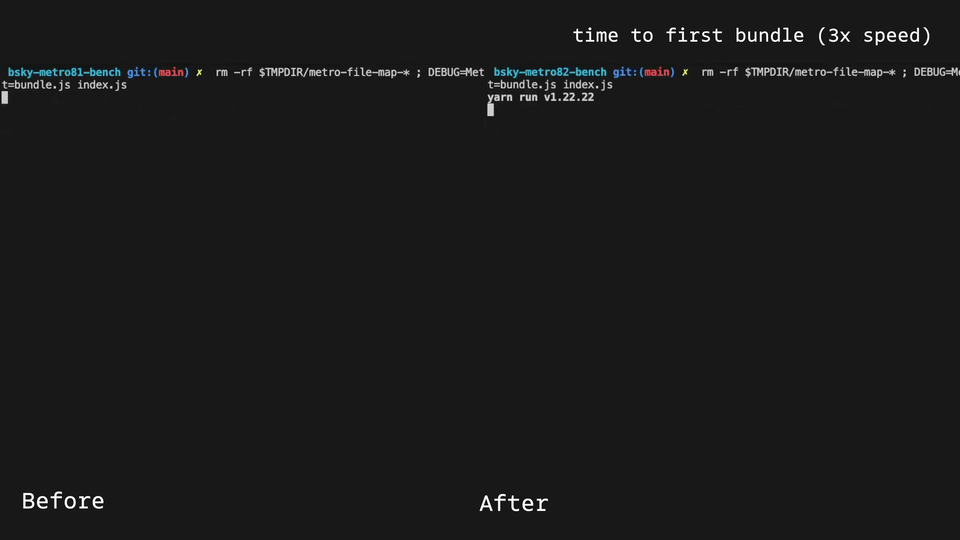 time to first bundle (3x speed)
bsky-metro81-bench git:(main) ✗ rm -rf $TMPDIR/metro-file-map-* ; DEBUG=Met
t=bundle.js index.js
bsky-metro82-bench git:(main) ✗ rm -rf $TMPDIR/metro-file-map-* ; DEBUG=Me
t=bundle.js index.js
yarn run v1.22.22
Before
After